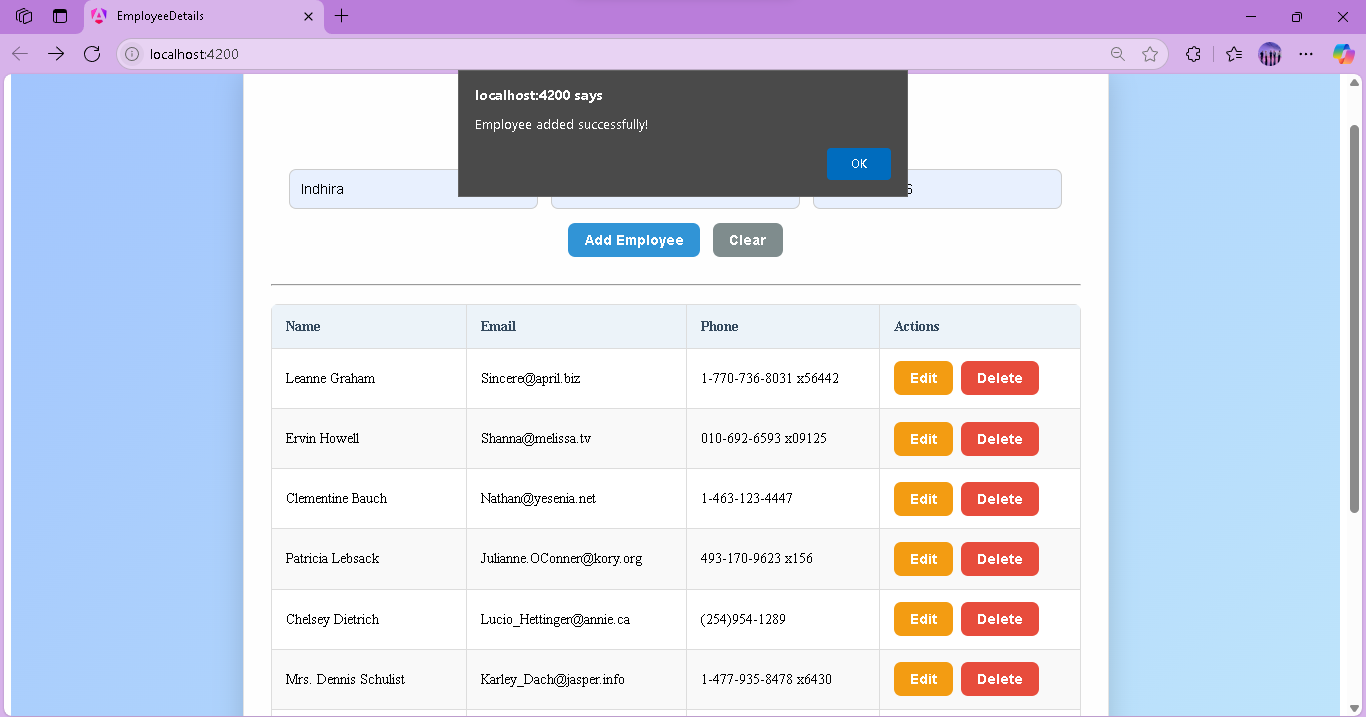 EmployeeDetails
localhost:4200
localhost:4200 says
Employee added successfully!
OK
Indhira 6
Add Employee Clear
Name Email Phone Actions
Leanne Graham Sincere@april.biz 1-770-736-8031 x56442 Edit Delete
Ervin Howell Shanna@melissa.tv 010-692-6593 x09125 Edit Delete
Clementine Bauch Nathan@yesenia.net 1-463-123-4447 Edit Delete
Patricia Lebsack Julianne.OConner@kory.org 493-170-9623 x156 Edit Delete
Chelsey Dietrich Lucio_Hettinger@annie.ca (254)954-1289 Edit Delete
Mrs. Dennis Schulist Karley_Dach@jasper.info 1-477-935-8478 x6430 Edit Delete